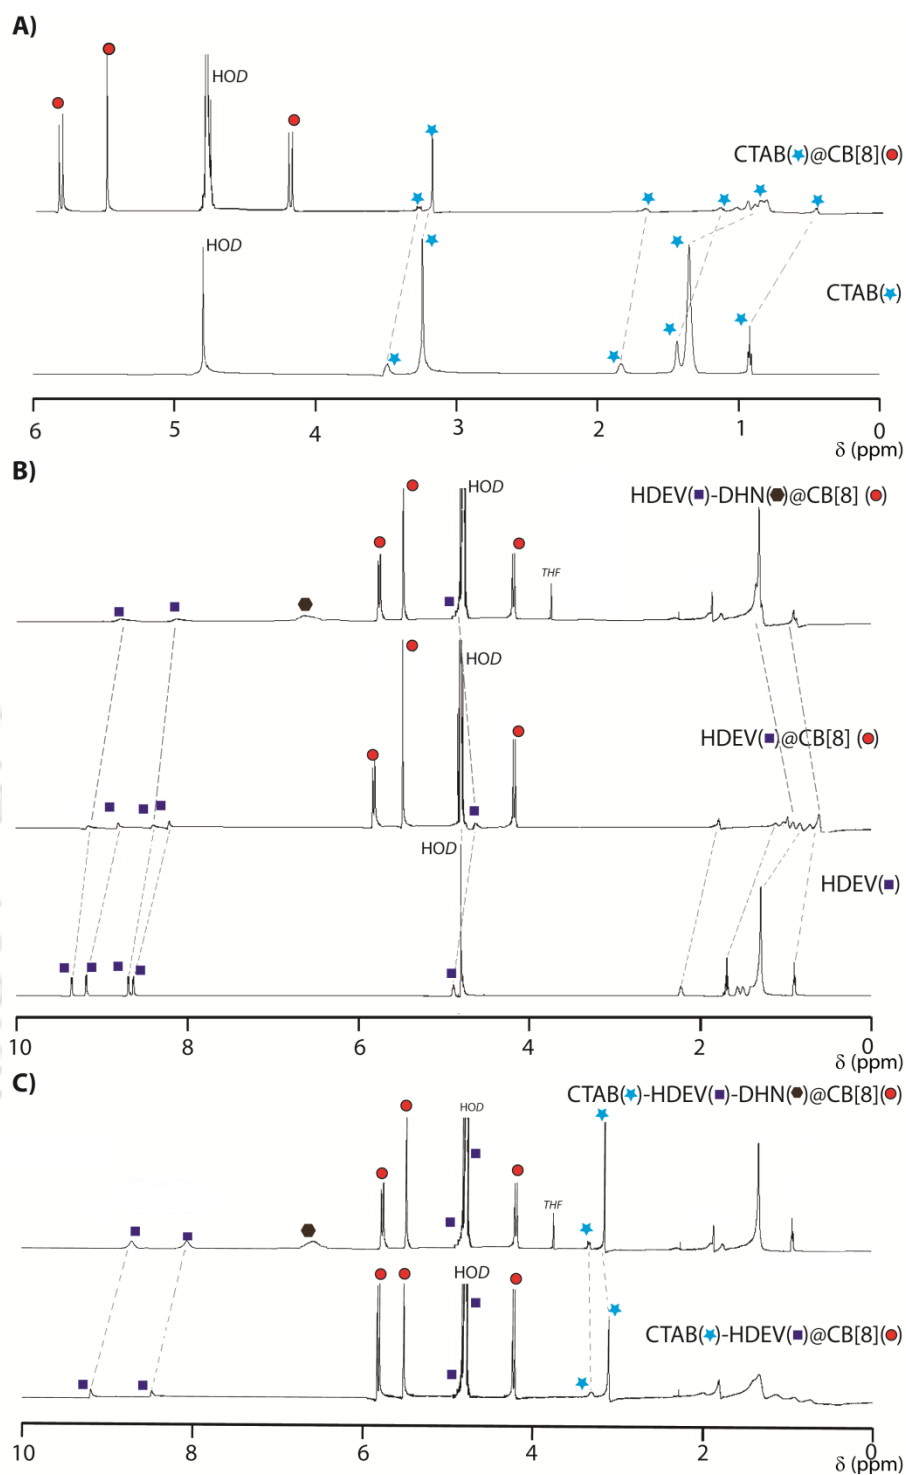 A)
HOD
CTAB(★)@CB[8](●)
HOD
CTAB(★)
6 5 4 3 2 1 0
δ (ppm)
B)
HOD
HDEV(■)-DHN(⬢)@CB[8] (●)
THF
HOD
HDEV(■)@CB[8] (●)
HOD
HDEV(■)
10 8 6 4 2 0
δ (ppm)
C)
CTAB(★)-HDEV(■)-DHN(⬢)@CB[8](●)
HOD
THF
HOD
CTAB(★)-HDEV(■)@CB[8](●)
10 8 6 4 2 0
δ (ppm)